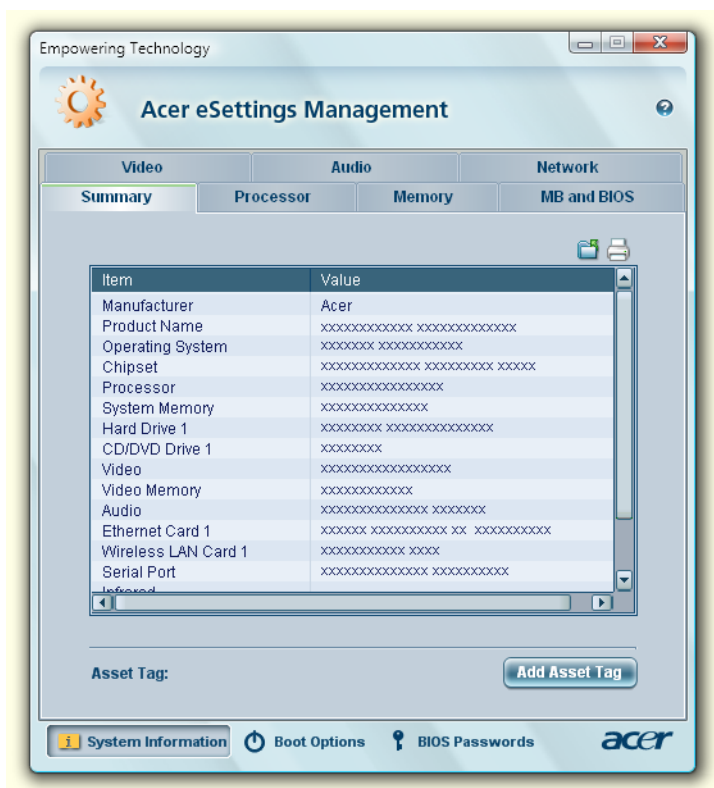 Empowering Technology
Acer eSettings Management
Video Audio Network
Summary Processor Memory MB and BIOS
Item Value
Manufacturer Acer
Product Name xxxxxxxxxxxx xxxxxxxxxxxxx
Operating System xxxxxxx xxxxxxxxxxx
Chipset xxxxxxxxxxxxx xxxxxxxxx xxxxx
Processor xxxxxxxxxxxxxxxx
System Memory xxxxxxxxxxxxxx
Hard Drive 1 xxxxxxxx xxxxxxxxxxxxxx
CD/DVD Drive 1 xxxxxxxx
Video xxxxxxxxxxxxxxxxx
Video Memory xxxxxxxxxxxx
Audio xxxxxxxxxxxxxx xxxxxxx
Ethernet Card 1 xxxxxx xxxxxxxxxx xx xxxxxxxxxx
Wireless LAN Card 1 xxxxxxxxxxx xxxx
Serial Port xxxxxxxxxxxxxx xxxxxxxxxx
Infrared
Asset Tag: Add Asset Tag
System Information Boot Options BIOS Passwords acer